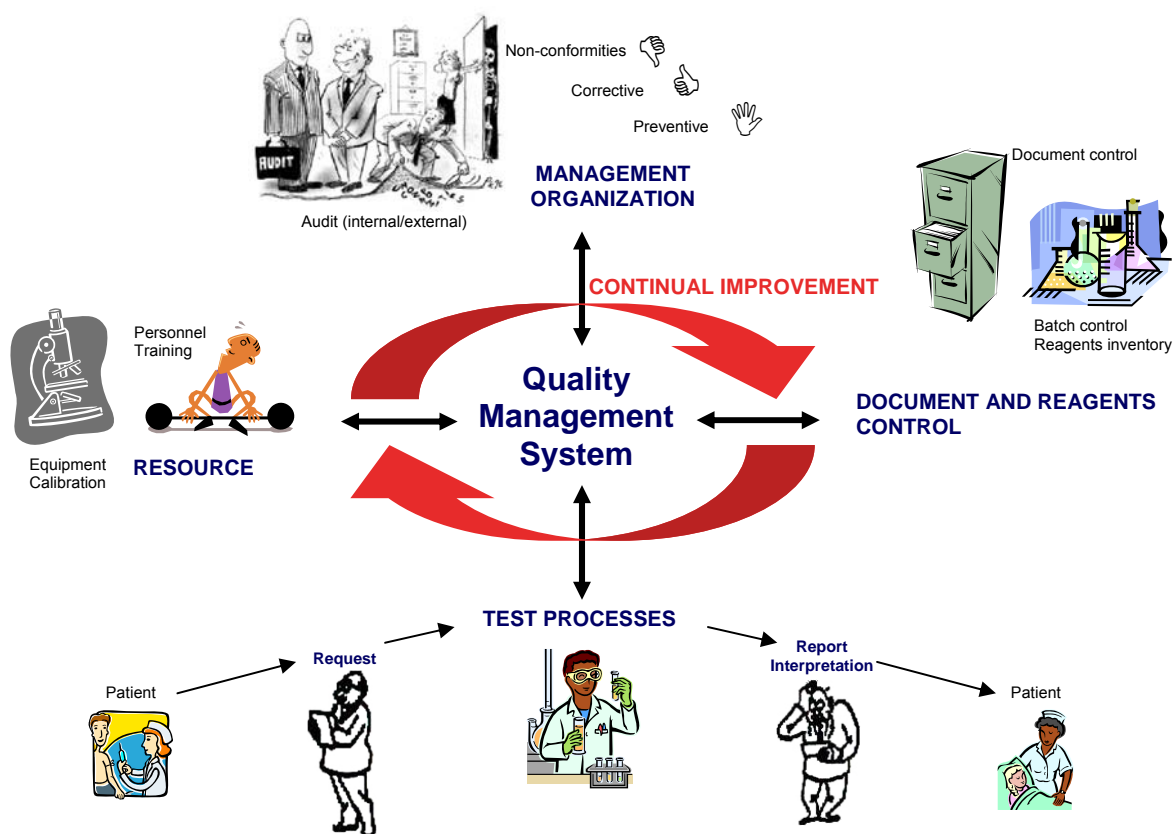 Non-conformities
Corrective
Preventive
AUDIT
Audit (internal/external)
MANAGEMENT
ORGANIZATION
Document control
Batch control
Reagents inventory
CONTINUAL IMPROVEMENT
Personnel
Training
Equipment
Calibration
RESOURCE
Quality
Management
System
DOCUMENT AND REAGENTS
CONTROL
TEST PROCESSES
Request
Report
Interpretation
Patient
Patient